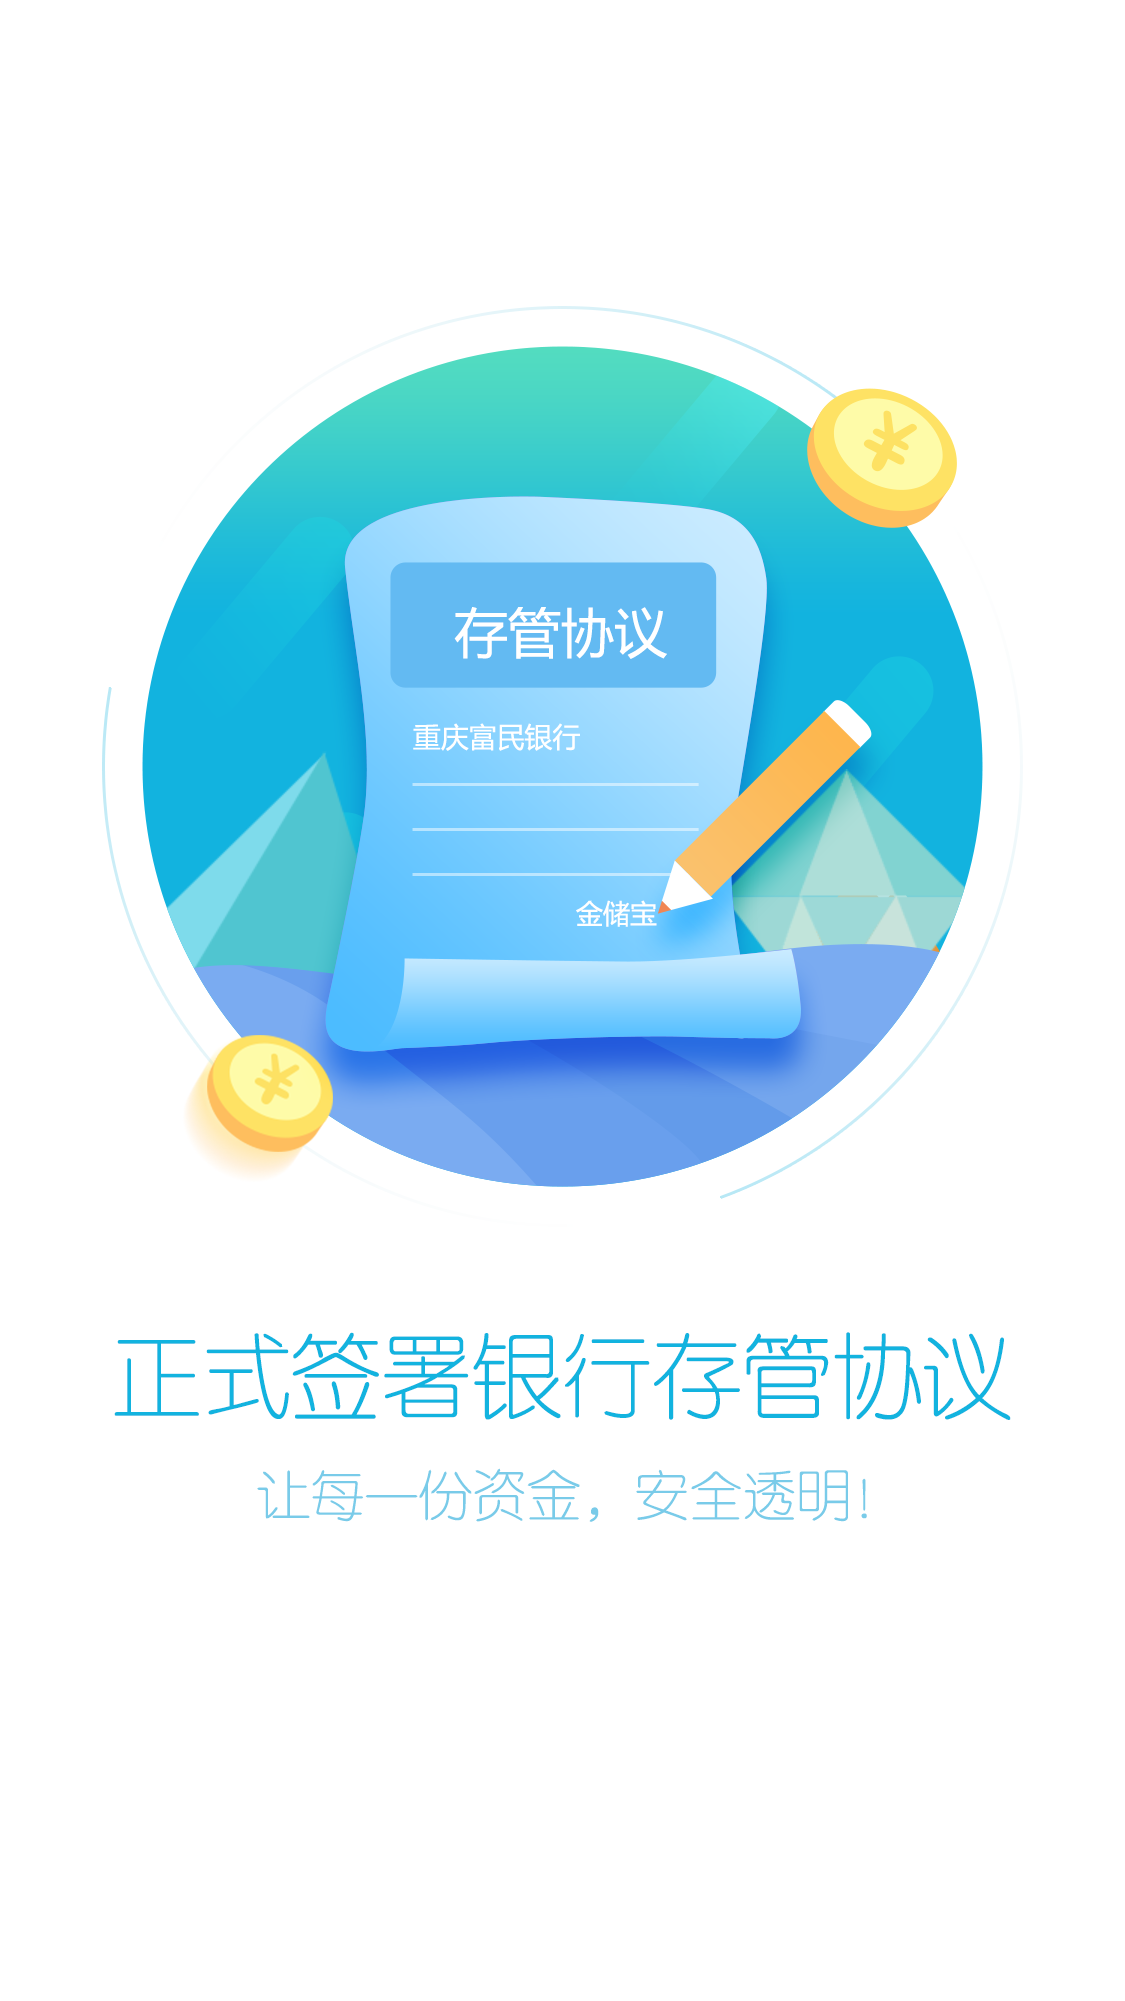 存管协议
重庆富民银行
金储宝
正式签署银行存管协议
让每一份资金，安全透明！